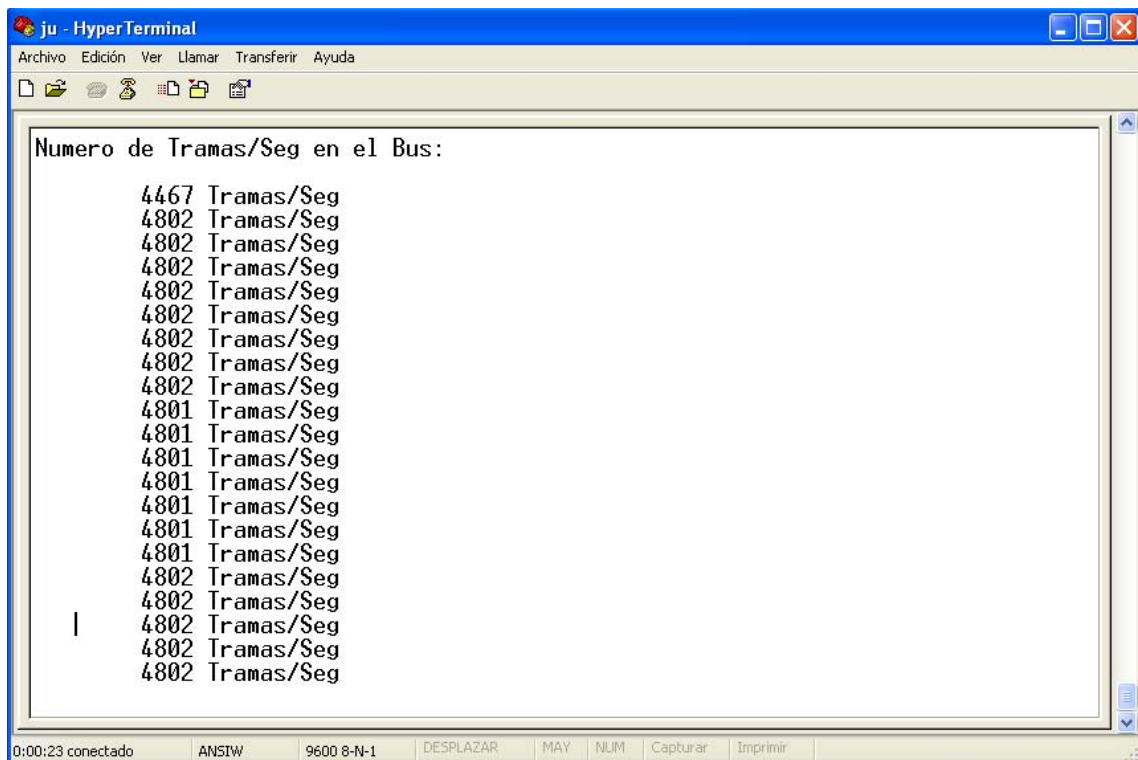 ju - HyperTerminal
Archivo Edición Ver Llamar Transferir Ayuda
Numero de Tramas/Seg en el Bus:
4467 Tramas/Seg
4802 Tramas/Seg
4802 Tramas/Seg
4802 Tramas/Seg
4802 Tramas/Seg
4802 Tramas/Seg
4802 Tramas/Seg
4802 Tramas/Seg
4802 Tramas/Seg
4801 Tramas/Seg
4801 Tramas/Seg
4801 Tramas/Seg
4801 Tramas/Seg
4801 Tramas/Seg
4801 Tramas/Seg
4801 Tramas/Seg
4802 Tramas/Seg
4802 Tramas/Seg
4802 Tramas/Seg
4802 Tramas/Seg
4802 Tramas/Seg
0:00:23 conectado ANSIW 9600 8-N-1 DESPLAZAR MAY NUM Capturar Imprimir